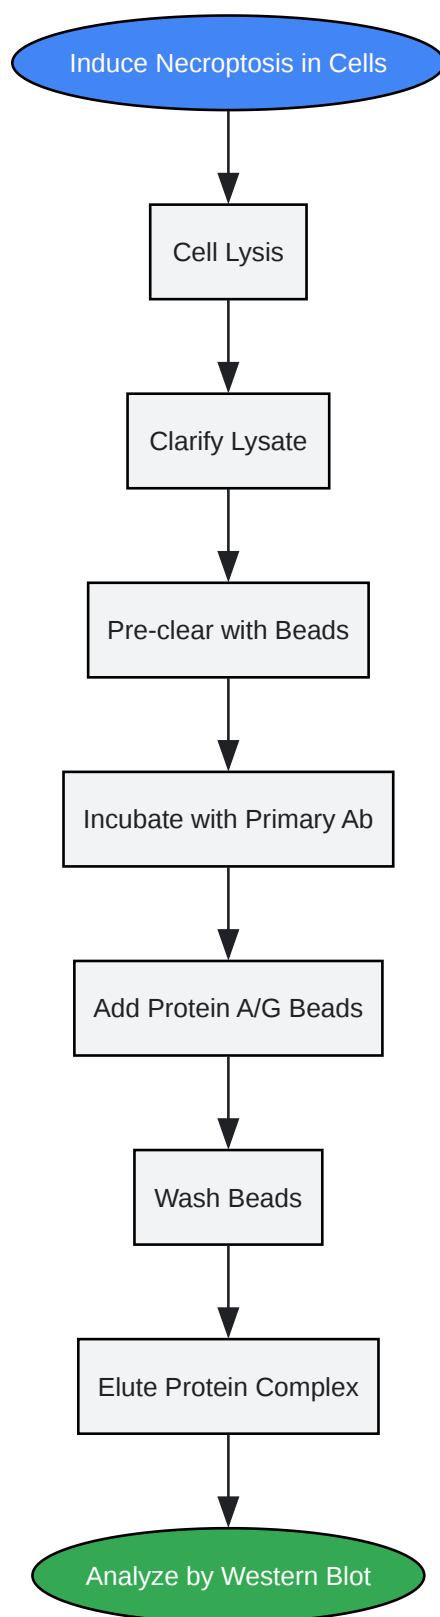 Induce Necroptosis in Cells
Cell Lysis
Clarify Lysate
Pre-clear with Beads
Incubate with Primary Ab
Add Protein A/G Beads
Wash Beads
Elute Protein Complex
Analyze by Western Blot